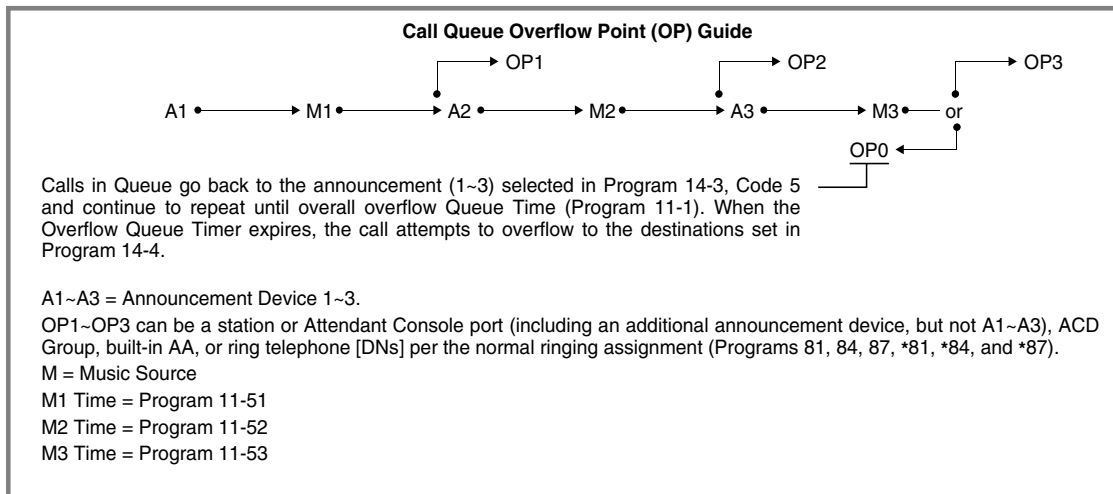 Call Queue Overflow Point (OP) Guide
OP1 OP2 OP3
A1 M1 A2 M2 A3 M3 or
OP0
Calls in Queue go back to the announcement (1~3) selected in Program 14-3, Code 5
and continue to repeat until overall overflow Queue Time (Program 11-1). When the
Overflow Queue Timer expires, the call attempts to overflow to the destinations set in
Program 14-4.
A1~A3 = Announcement Device 1~3.
OP1~OP3 can be a station or Attendant Console port (including an additional announcement device, but not A1~A3), ACD
Group, built-in AA, or ring telephone [DNs] per the normal ringing assignment (Programs 81, 84, 87, *81, *84, and *87).
M = Music Source
M1 Time = Program 11-51
M2 Time = Program 11-52
M3 Time = Program 11-53